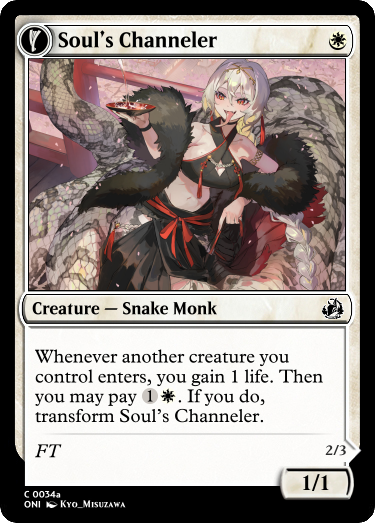 Soul's Channeler
Creature — Snake Monk
Whenever another creature you
control enters, you gain 1 life. Then
you may pay 1. If you do,
transform Soul's Channeler.
FT
2/3
1/1
C 0034a
ONI Kyo_Misuzawa